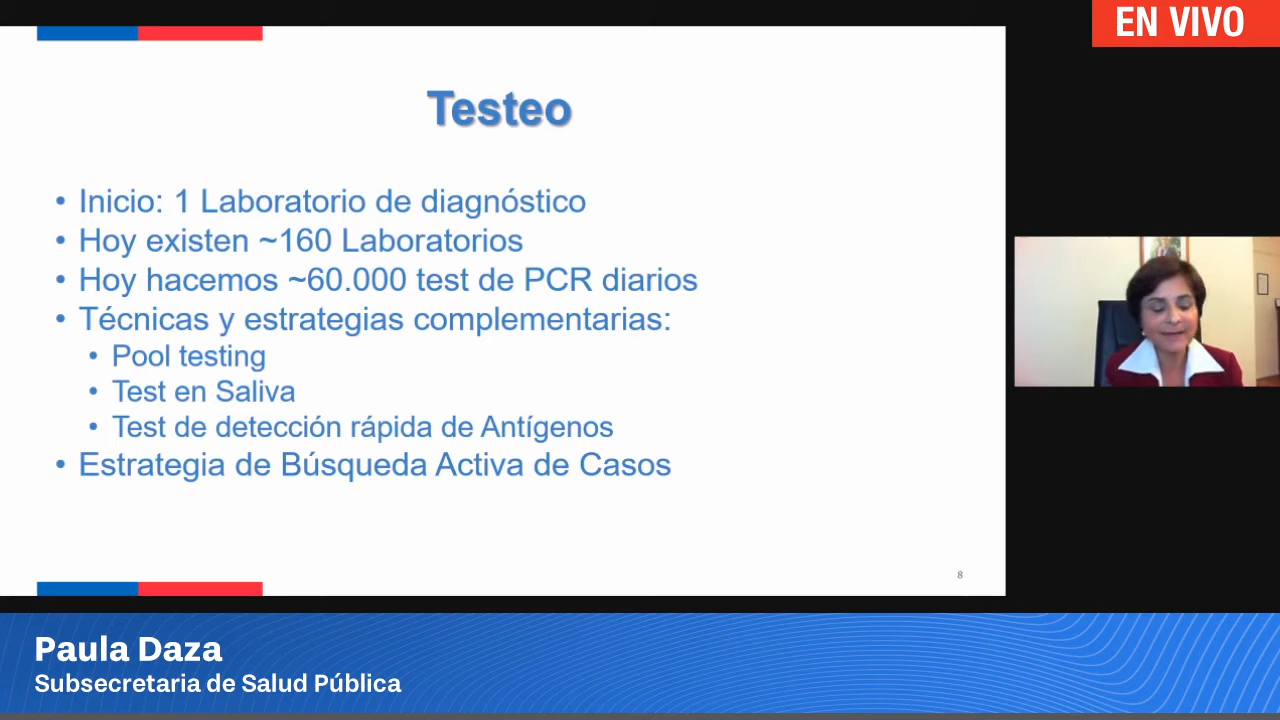 EN VIVO
Testeo
• Inicio: 1 Laboratorio de diagnóstico
• Hoy existen ~160 Laboratorios
• Hoy hacemos ~60.000 test de PCR diarios
• Técnicas y estrategias complementarias:
• Pool testing
• Test en Saliva
• Test de detección rápida de Antígenos
• Estrategia de Búsqueda Activa de Casos
8
Paula Daza
Subsecretaria de Salud Pública